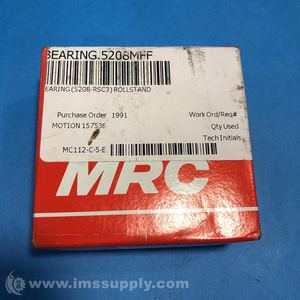 BEARING.5208MFF
EARING(5208-RSC3)ROLLSTAND
Purchase Order 1991 Work Ord/Req#
MOTION 157536 Qty Used
Tech Initials
MC112-C-5-E
MRC
© www.imssupply.com